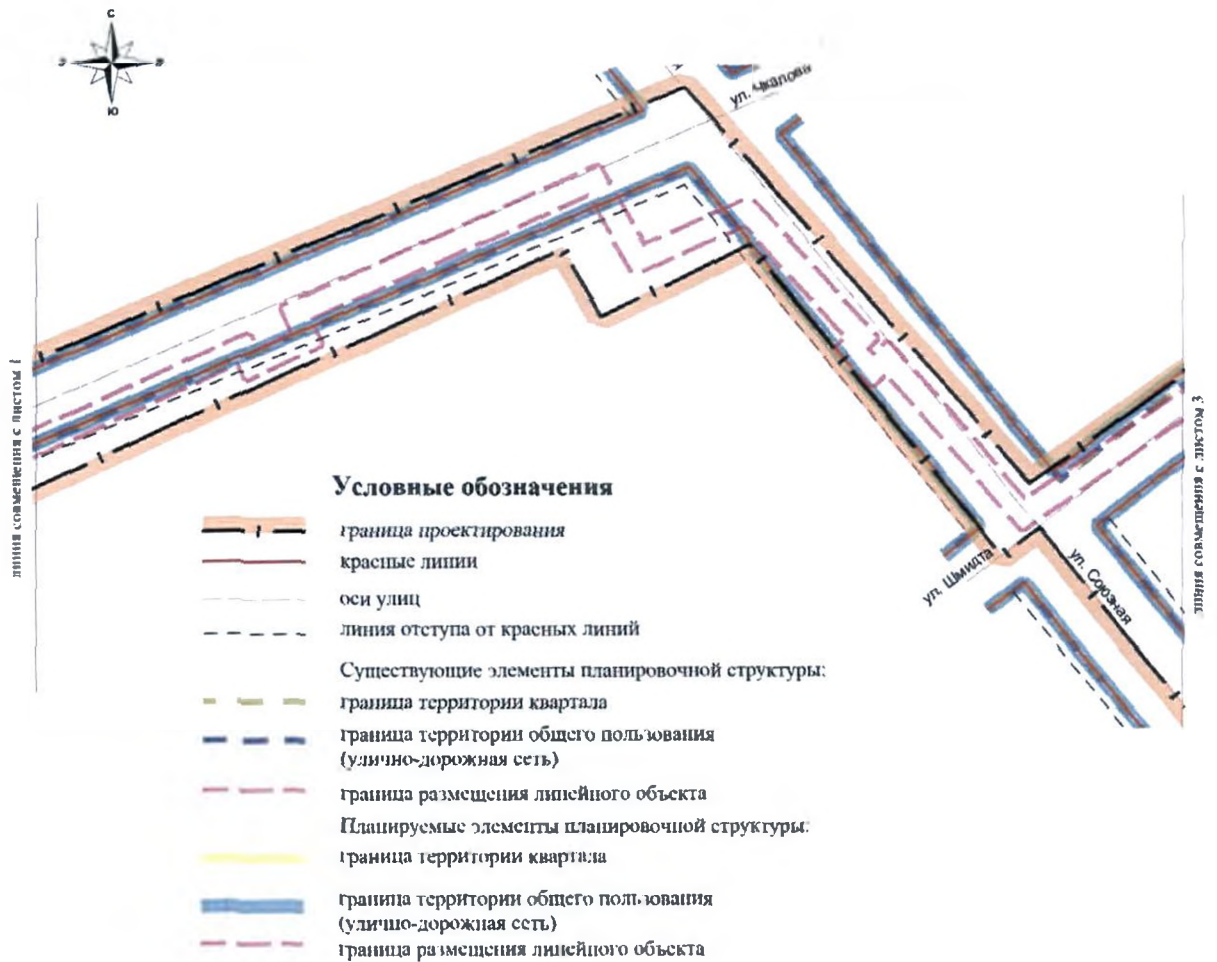 С
З В
Ю
ул. Чкалова
линия совмещения с листом 1
линия совмещения с листом 3
ул. Шмидта
ул. Союзная
Условные обозначения
граница проектирования
красные линии
оси улиц
линия отступа от красных линий
Существующие элементы планировочной структуры:
граница территории квартала
граница территории общего пользования
(улично-дорожная сеть)
граница размещения линейного объекта
Планируемые элементы планировочной структуры:
граница территории квартала
граница территории общего пользования
(улично-дорожная сеть)
граница размещения линейного объекта